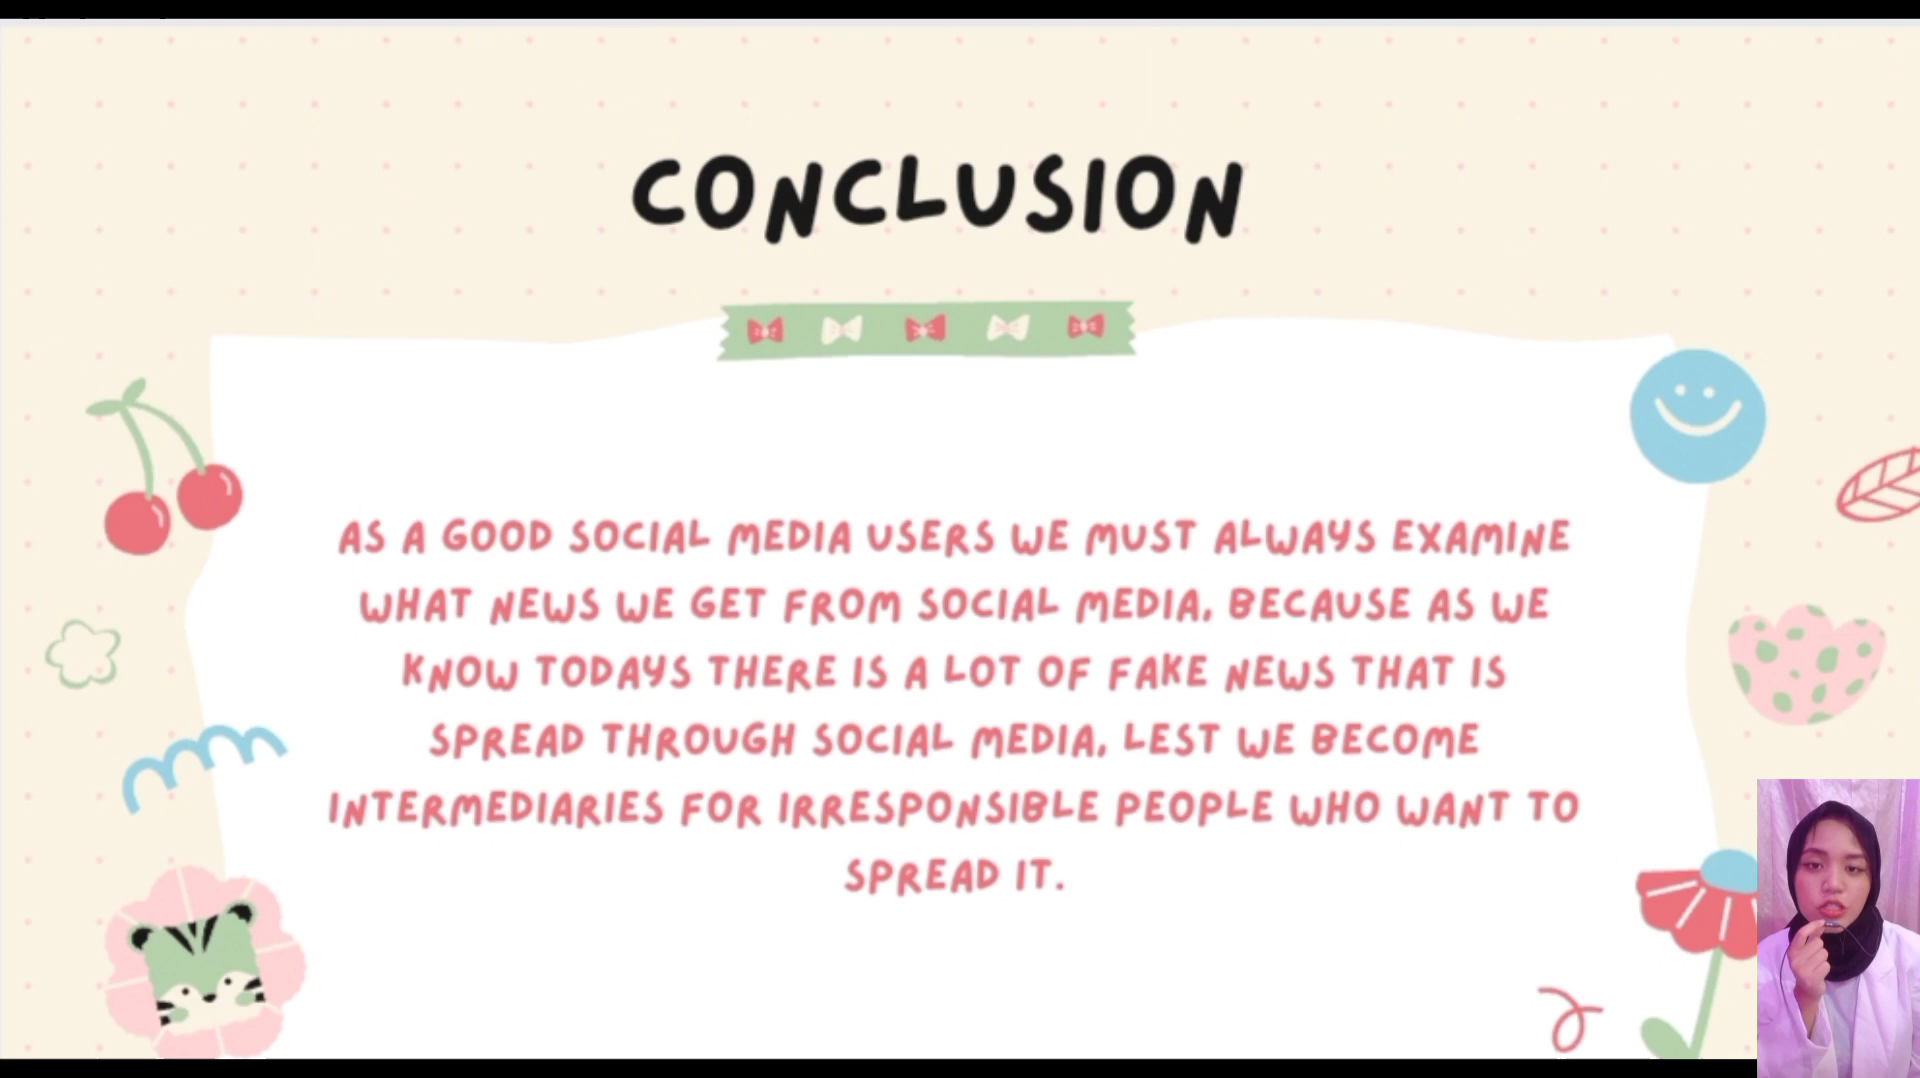 CONCLUSION
AS A GOOD SOCIAL MEDIA USERS WE MUST ALWAYS EXAMINE
WHAT NEWS WE GET FROM SOCIAL MEDIA, BECAUSE AS WE
KNOW TODAYS THERE IS A LOT OF FAKE NEWS THAT IS
SPREAD THROUGH SOCIAL MEDIA, LEST WE BECOME
INTERMEDIARIES FOR IRRESPONSIBLE PEOPLE WHO WANT TO
SPREAD IT.